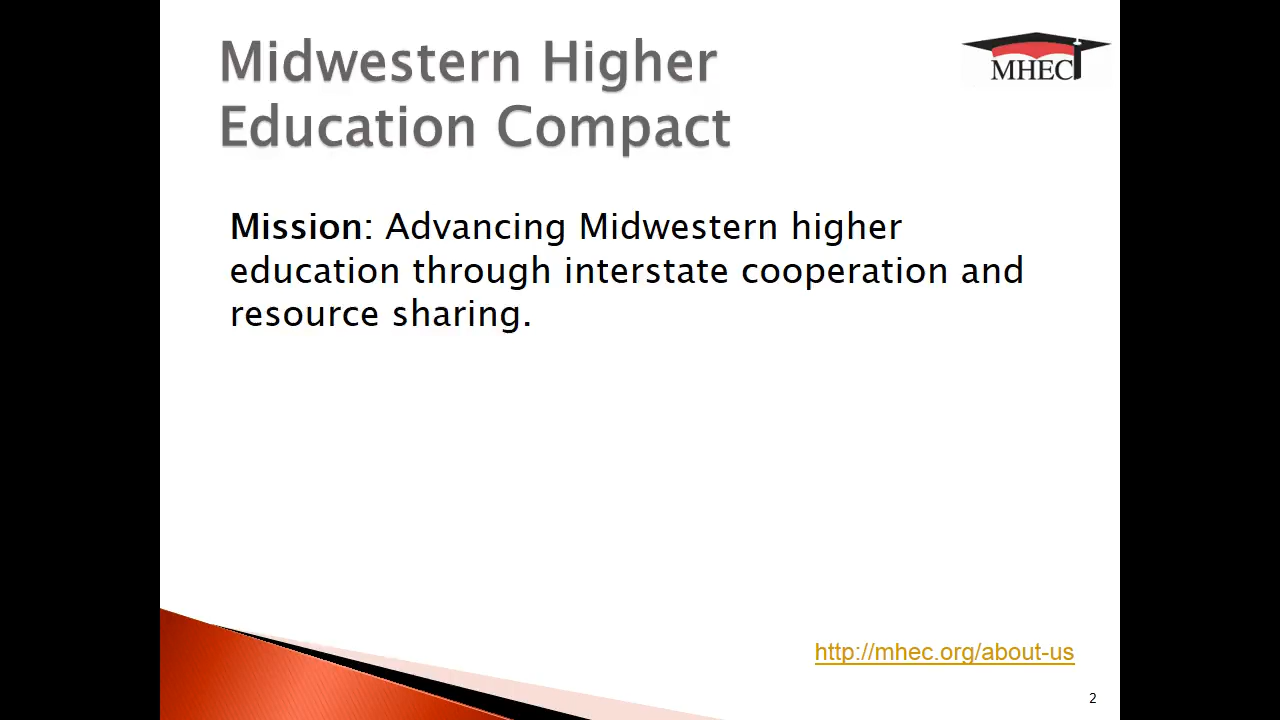 Midwestern Higher
Education Compact
MHEC
Mission: Advancing Midwestern higher
education through interstate cooperation and
resource sharing.
http://mhec.org/about-us
2